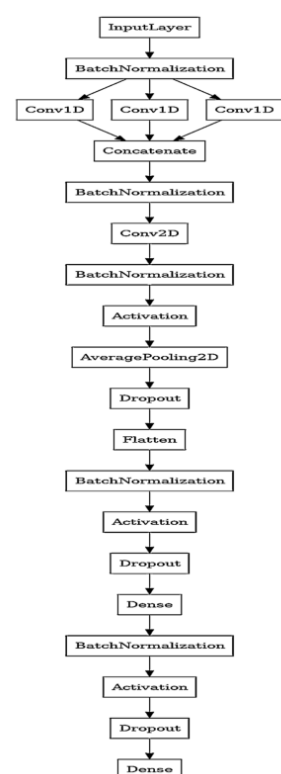 InputLayer
BatchNormalization
Conv1D Conv1D Conv1D
Concatenate
BatchNormalization
Conv2D
BatchNormalization
Activation
AveragePooling2D
Dropout
Flatten
BatchNormalization
Activation
Dropout
Dense
BatchNormalization
Activation
Dropout
Dense